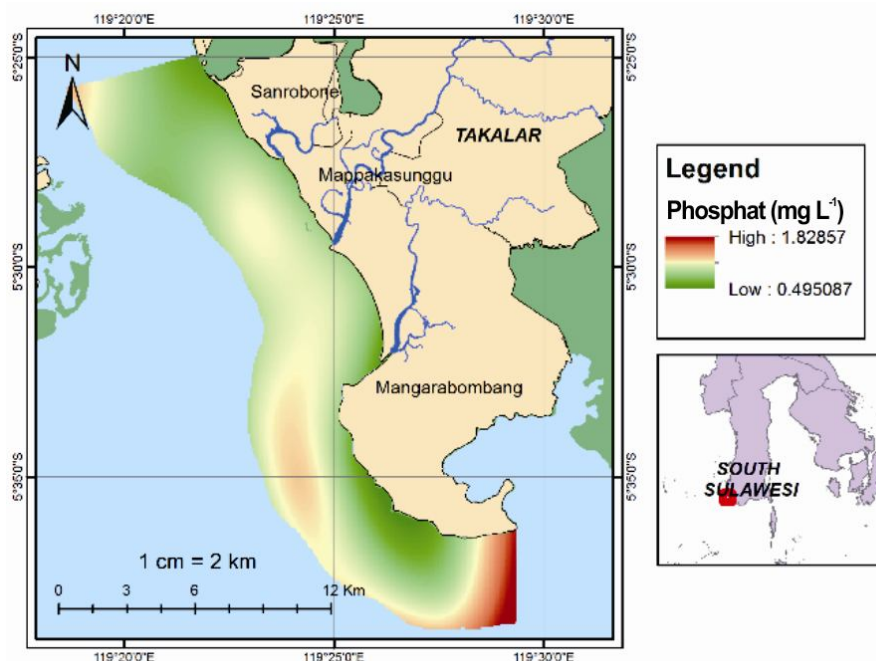 119°20'0"E 119°25'0"E 119°30'0"E
5°25'0"S
5°25'0"S
N
Sanrobone
TAKALAR
Mappakasunggu
5°30'0"S
5°30'0"S
Mangarabombang
5°35'0"S
5°35'0"S
1 cm = 2 km
0 3 6 12 Km
119°20'0"E 119°25'0"E 119°30'0"E
Legend
Phosphat (mg L⁻¹)
High : 1.82857
Low : 0.495087
SOUTH
SULAWESI